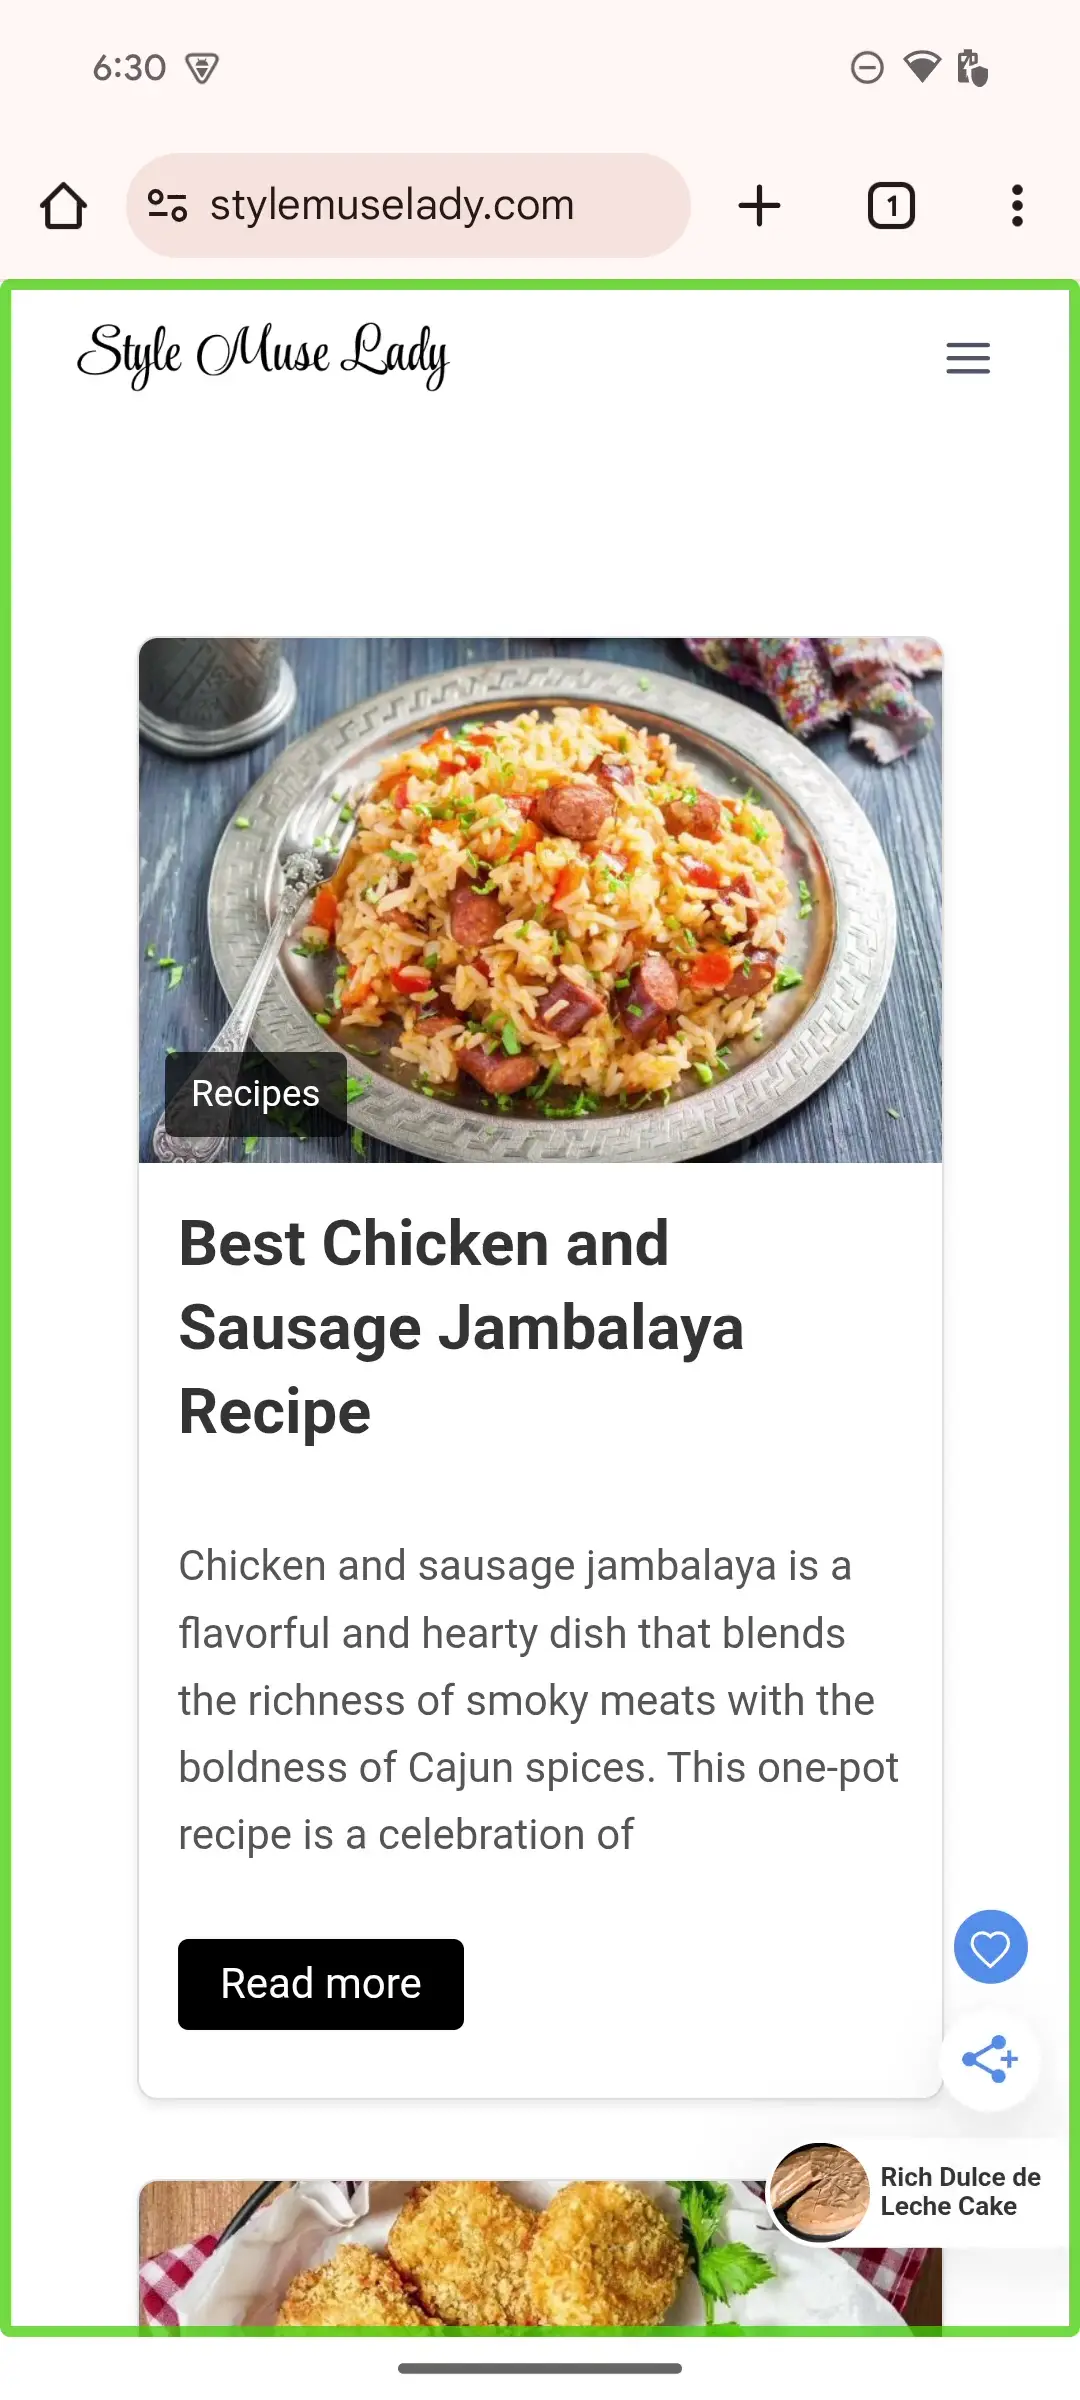 6:30
stylemuselady.com
1
Style Muse Lady
Recipes
Best Chicken and
Sausage Jambalaya
Recipe
Chicken and sausage jambalaya is a
flavorful and hearty dish that blends
the richness of smoky meats with the
boldness of Cajun spices. This one-pot
recipe is a celebration of
Read more
Rich Dulce de
Leche Cake